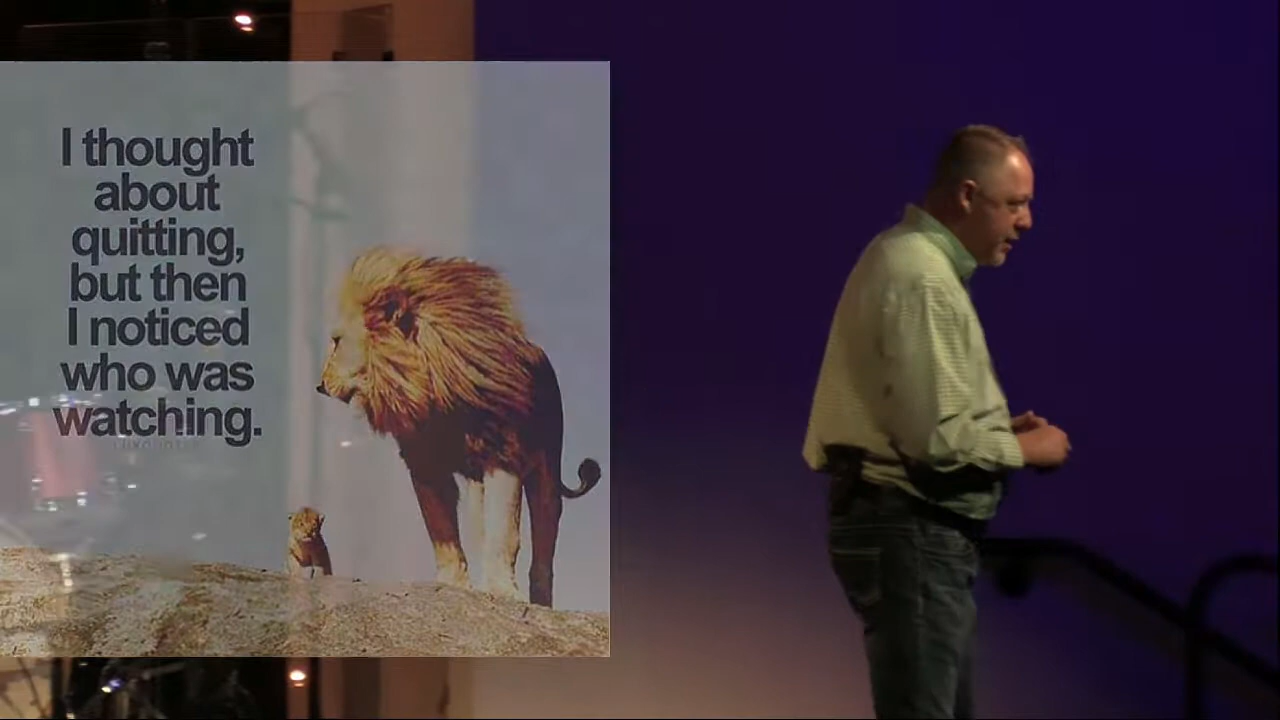 I thought
about
quitting,
but then
I noticed
who was
watching.